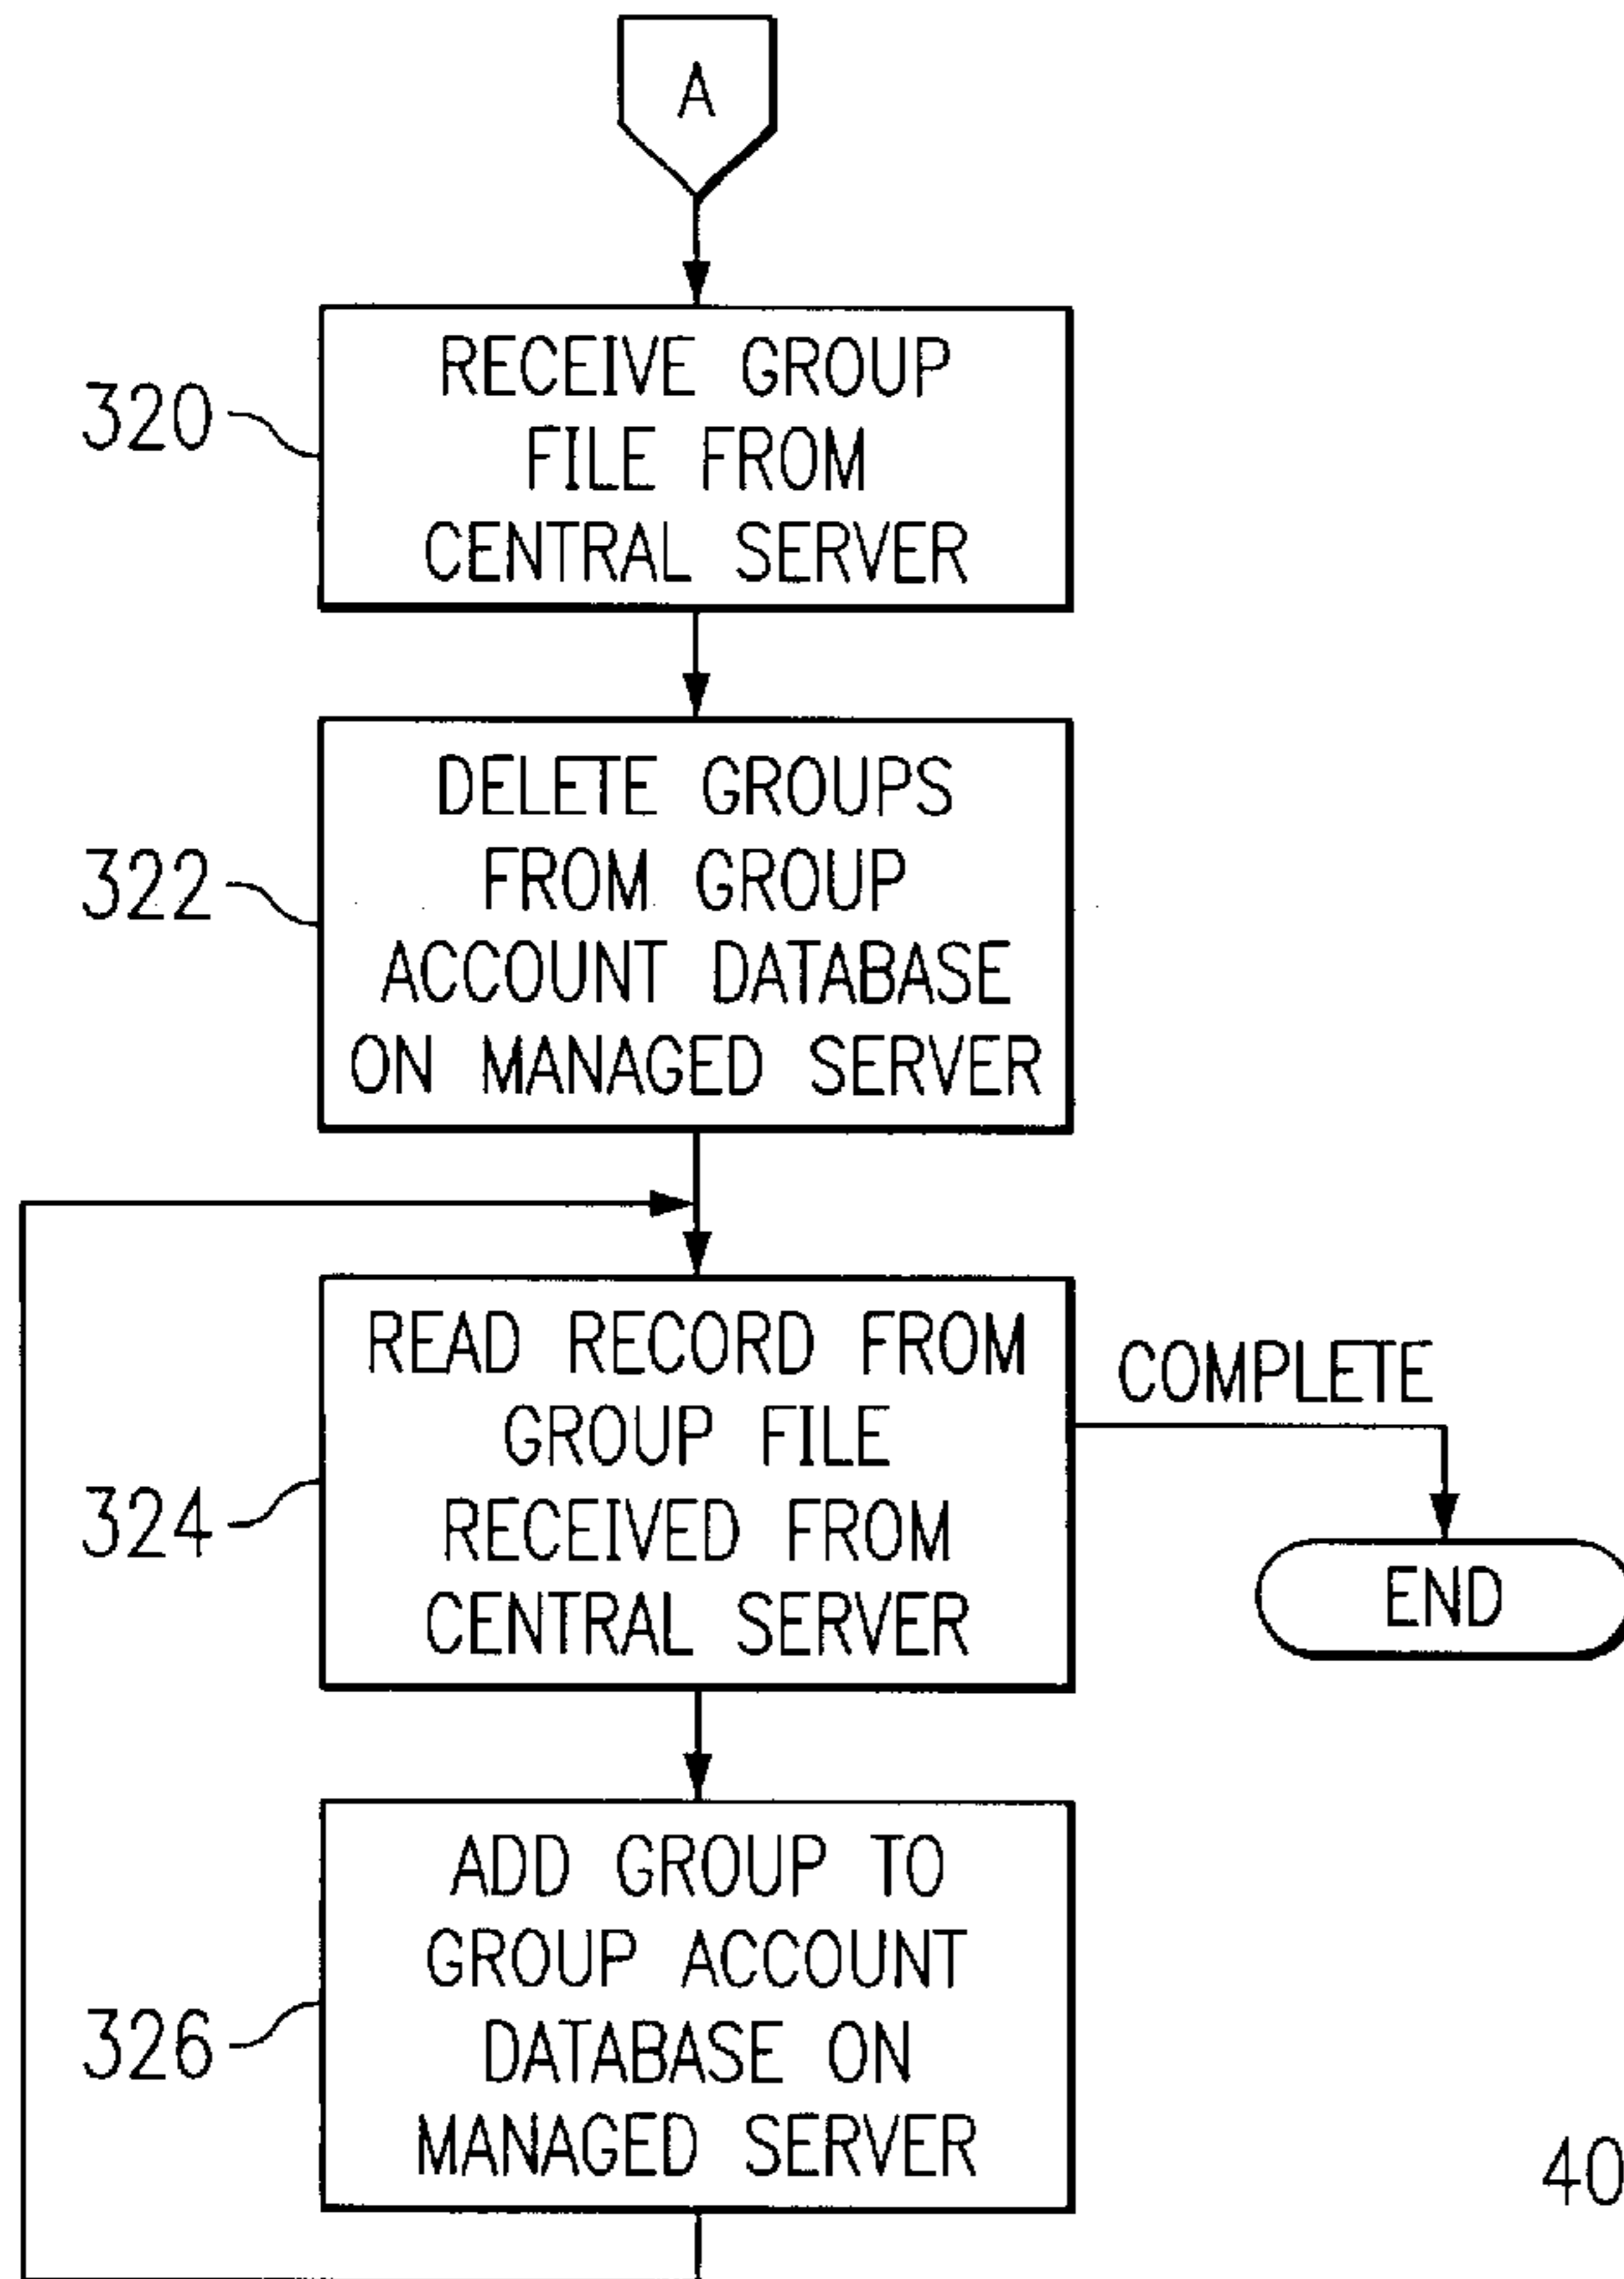 A
320
RECEIVE GROUP
FILE FROM
CENTRAL SERVER
322
DELETE GROUPS
FROM GROUP
ACCOUNT DATABASE
ON MANAGED SERVER
324
READ RECORD FROM
GROUP FILE
RECEIVED FROM
CENTRAL SERVER
COMPLETE
END
326
ADD GROUP TO
GROUP ACCOUNT
DATABASE ON
MANAGED SERVER
40